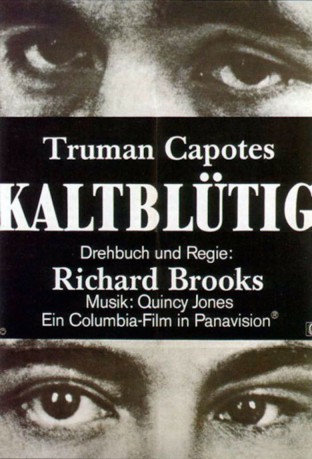 Truman Capotes
KALTBLÜTIG
Drehbuch und Regie:
Richard Brooks
Musik: Quincy Jones
Ein Columbia-Film in Panavision®